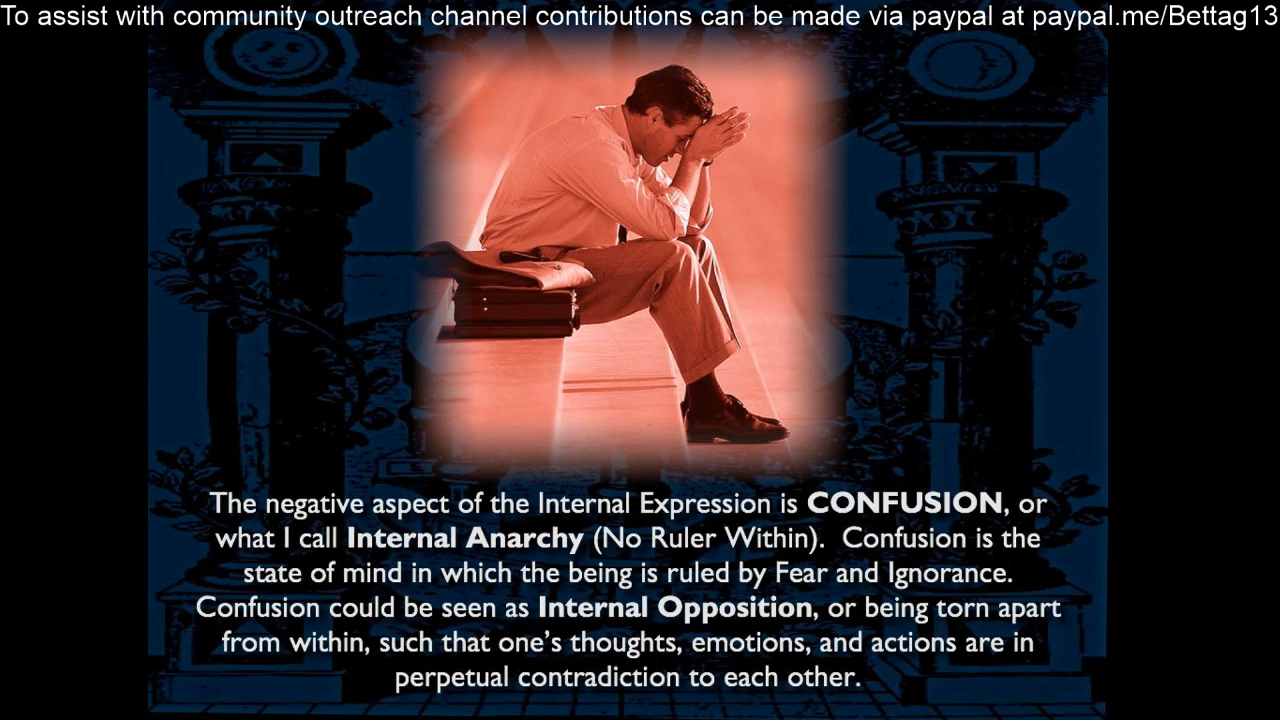 To assist with community outreach channel contributions can be made via paypal at paypal.me/Bettag13
The negative aspect of the Internal Expression is CONFUSION, or
what I call Internal Anarchy (No Ruler Within).  Confusion is the
state of mind in which the being is ruled by Fear and Ignorance.
Confusion could be seen as Internal Opposition, or being torn apart
from within, such that one's thoughts, emotions, and actions are in
perpetual contradiction to each other.